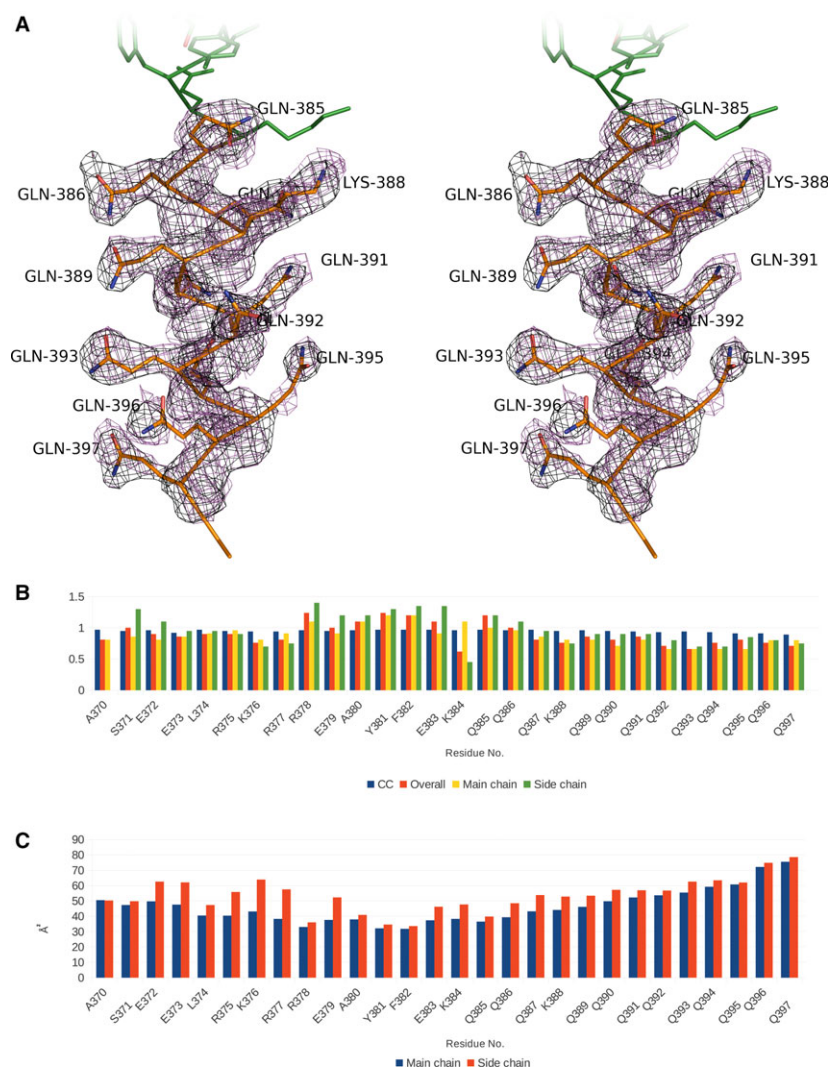 A
GLN-385
GLN-386
GLN
LYS-388
GLN-389
GLN-391
GLN-392
GLN-393
GLN-395
GLN-396
GLN-397
GLN-385
GLN-386
GLN
LYS-388
GLN-389
GLN-391
GLN-392
GLN-393
GLN-395
GLN-396
GLN-397
B
1.5
1
0.5
0
A370 S371 E372 E373 L374 R375 K376 R377 R378 E379 A380 Y381 F382 E383 K384 Q385 Q386 Q387 K388 Q389 Q390 Q391 Q392 Q393 Q394 Q395 Q396 Q397
Residue No.
CC Overall Main chain Side chain
C
90
80
70
60
50
40
30
20
10
0
Å²
A370 S371 E372 E373 L374 R375 K376 R377 R378 E379 A380 Y381 F382 E383 K384 Q385 Q386 Q387 K388 Q389 Q390 Q391 Q392 Q393 Q394 Q395 Q396 Q397
Residue No.
Main chain Side chain